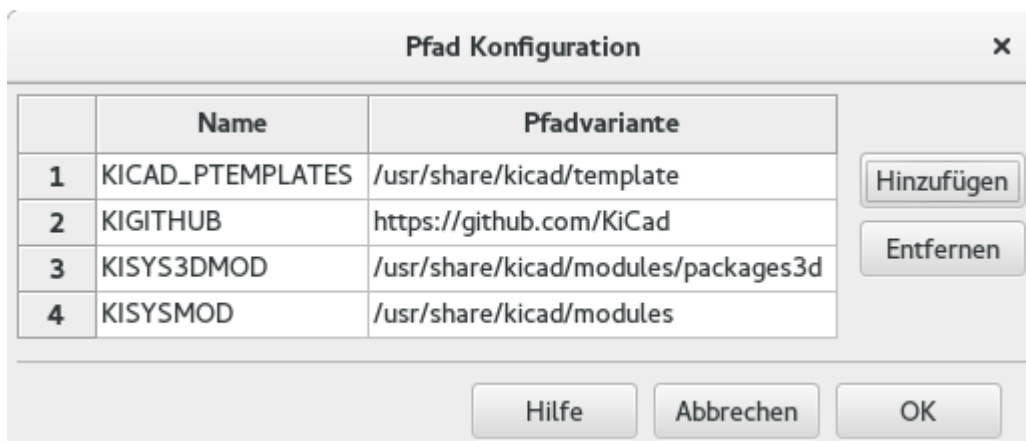 Pfad Konfiguration ×
Name Pfadvariante
1 KICAD_PTEMPLATES /usr/share/kicad/template
2 KIGITHUB https://github.com/KiCad
3 KISYS3DMOD /usr/share/kicad/modules/packages3d
4 KISYSMOD /usr/share/kicad/modules
Hinzufügen
Entfernen
Hilfe Abbrechen OK